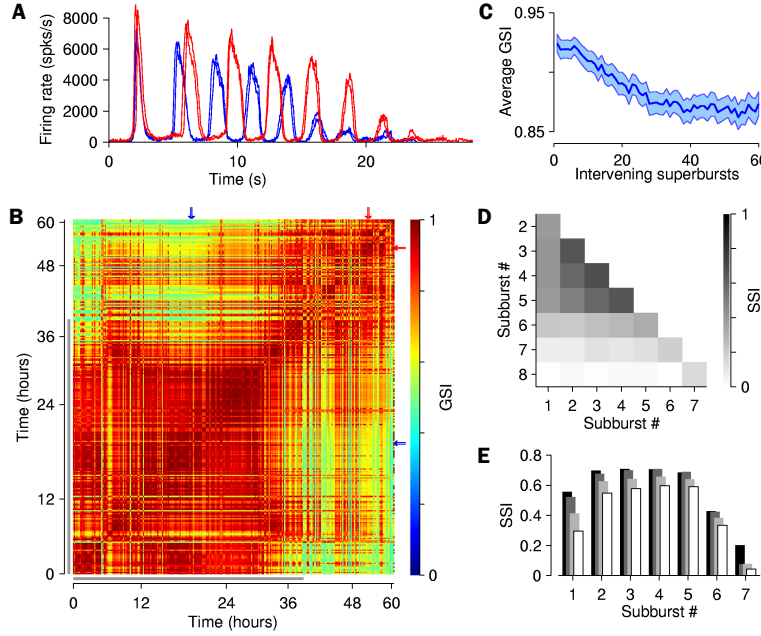 A
Firing rate (spks/s)
8000
6000
4000
2000
0
0 10 20
Time (s)
B
Time (hours)
60
48
36
24
12
0
0 12 24 36 48 60
Time (hours)
1
0
GSI
C
Average GSI
0.95
0.85
0 20 40 60
Intervening superbursts
D
Subburst #
2
3
4
5
6
7
8
1 2 3 4 5 6 7
Subburst #
1
0
SSI
E
SSI
0.8
0.6
0.4
0.2
0
1 2 3 4 5 6 7
Subburst #